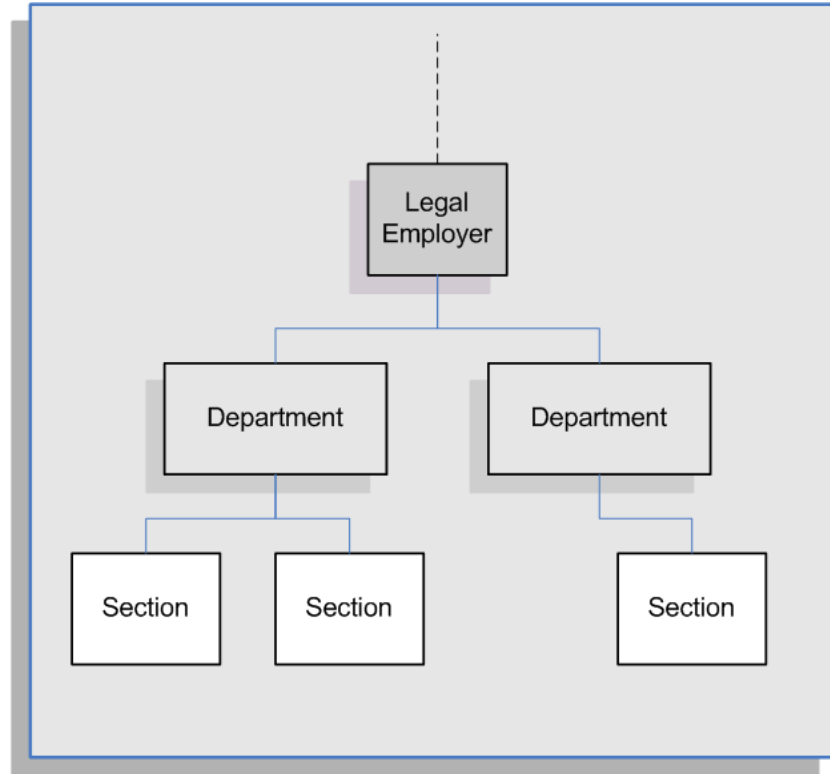 Legal
Employer
Department
Department
Section
Section
Section